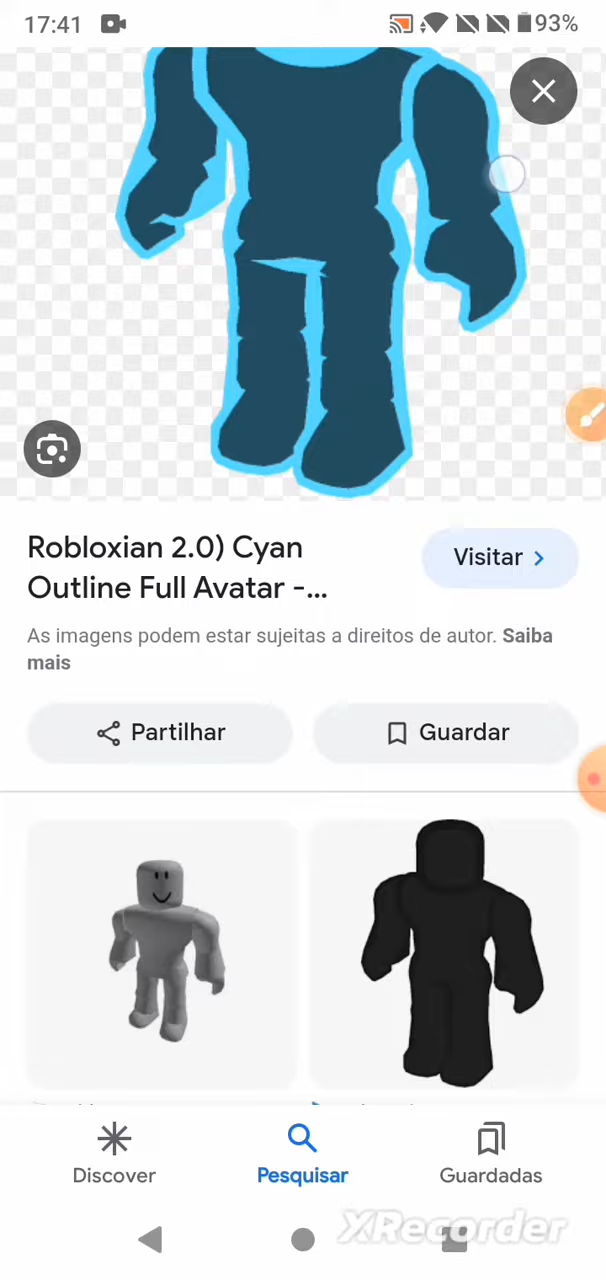 17:41
93%
Robloxian 2.0) Cyan
Outline Full Avatar -...
Visitar
As imagens podem estar sujeitas a direitos de autor. Saiba
mais
Partilhar
Guardar
Discover
Pesquisar
Guardadas
XRecorder